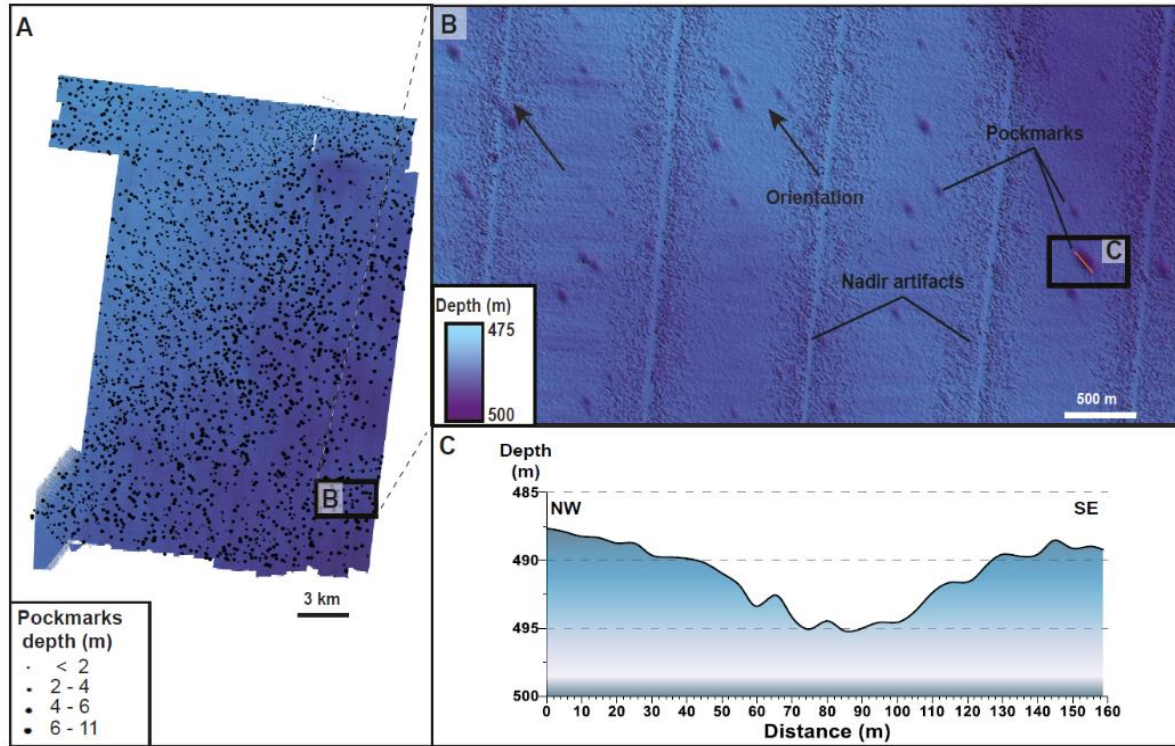 A
B
3 km
Pockmarks
depth (m)
< 2
2 - 4
4 - 6
6 - 11
B
Pockmarks
Orientation
C
Nadir artifacts
Depth (m)
475
500
500 m
C
Depth
(m)
485
NW
SE
490
495
500
0 10 20 30 40 50 60 70 80 90 100 110 120 130 140 150 160
Distance (m)